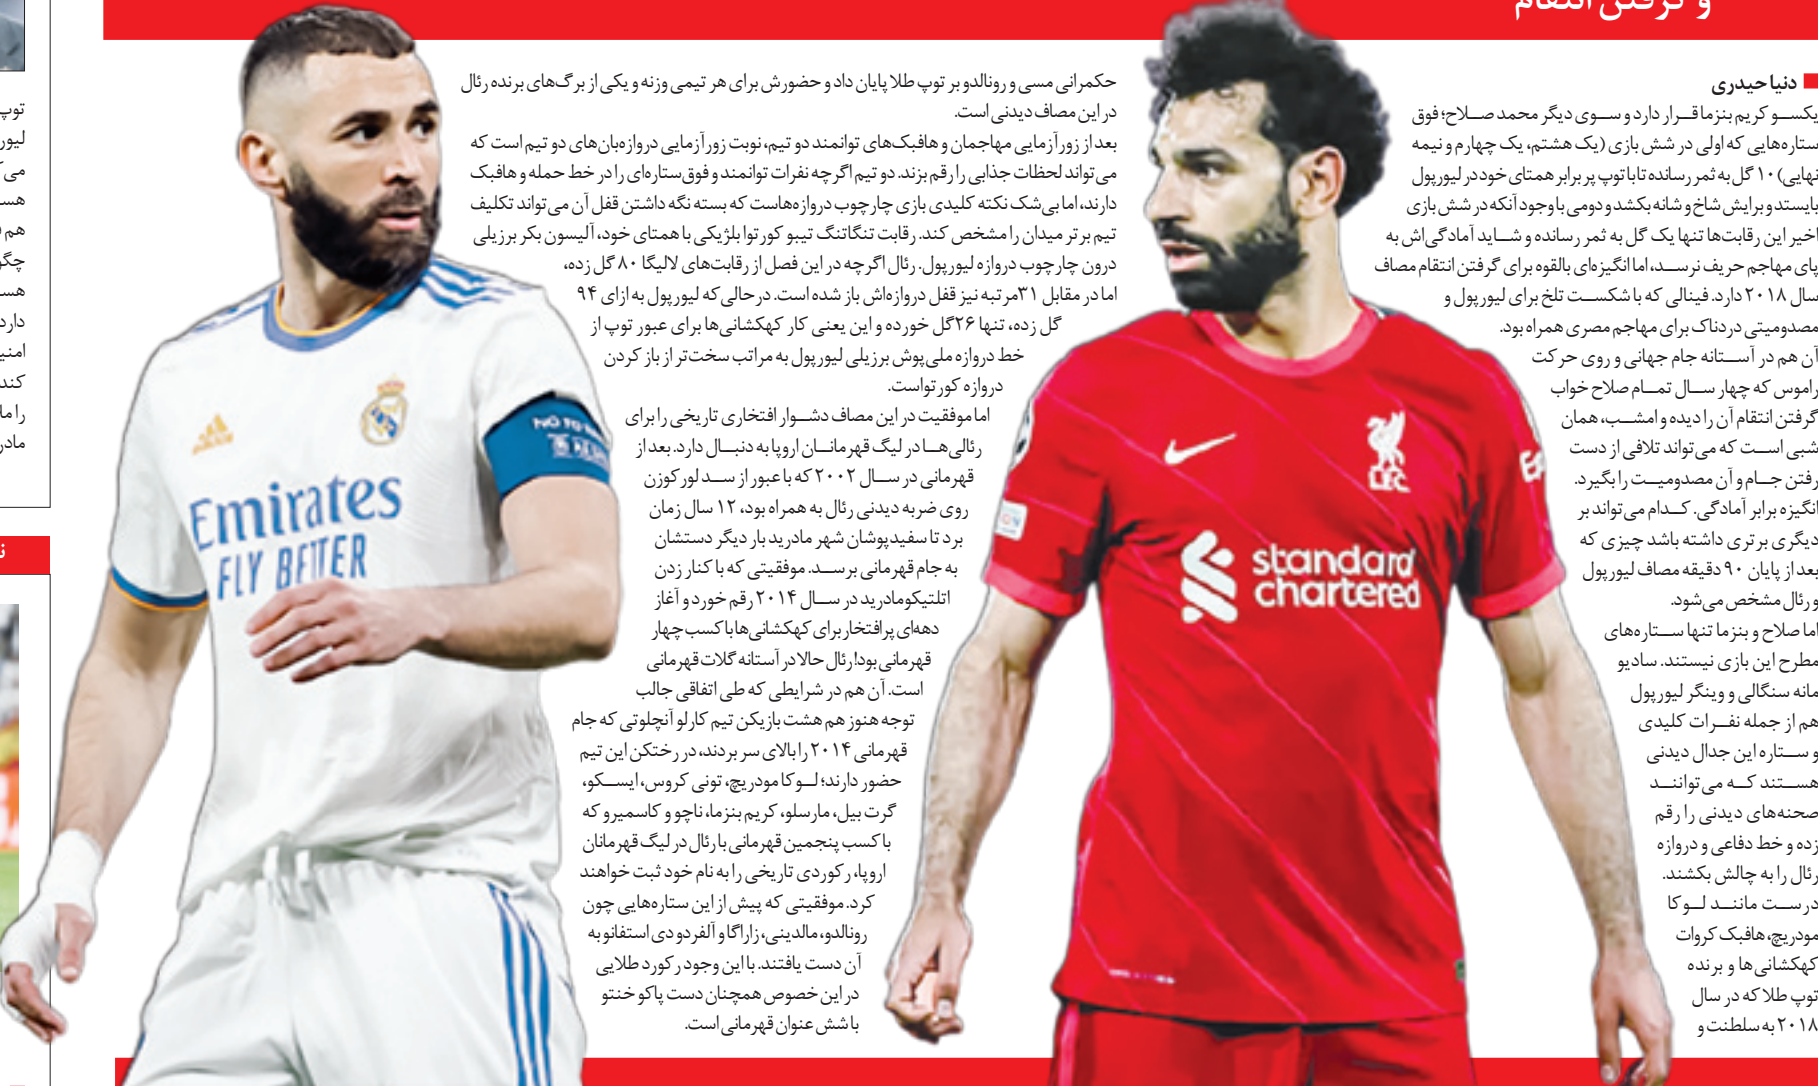 و گرفتن انتقام
دنیا حیدری
یکسو کریم بنزما قرار دارد و سوی دیگر محمد صلاح؛ فوق
ستاره‌هایی که اولی در شش بازی (یک هشتم، یک چهارم و نیمه
نهایی) ۱۰ گل به ثمر رسانده تا با توپ پر برابر همتای خود در لیورپول
بایستد و برایش شاخ و شانه بکشد و دومی با وجود آنکه در شش بازی
اخیر این رقابت‌ها تنها یک گل به ثمر رسانده و شاید آمادگی‌اش به
پای مهاجم حریف نرسد، اما انگیزه‌ای بالقوه برای گرفتن انتقام مصاف
سال ۲۰۱۸ دارد. فینالی که با شکست تلخ برای لیورپول و
مصدومیتی دردناک برای مهاجم مصری همراه بود.
آن هم در آستانه جام جهانی و روی حرکت
راموس که چهار سال تمام صلاح خواب
گرفتن انتقام آن را دیده و امشب، همان
شبی است که می‌تواند تلافی از دست
رفتن جام و آن مصدومیت را بگیرد.
انگیزه برابر آمادگی. کدام می‌تواند بر
دیگری برتری داشته باشد چیزی که
بعد از پایان ۹۰ دقیقه مصاف لیورپول
و رئال مشخص می‌شود.
اما صلاح و بنزما تنها ستاره‌های
مطرح این بازی نیستند. سادیو
مانه سنگالی و وینگر لیورپول
هم از جمله نفرات کلیدی
و ستاره این جدال دیدنی
هستند که می‌توانند
صحنه‌های دیدنی را رقم
زده و خط دفاعی و دروازه
رئال را به چالش بکشند.
درست مانند لوکا
مودریچ، هافبک کروات
کهکشانی‌ها و برنده
توپ طلا که در سال
۲۰۱۸ به سلطنت و
حکمرانی مسی و رونالدو بر توپ طلا پایان داد و حضورش برای هر تیمی وزنه و یکی از برگ‌های برنده رئال
در این مصاف دیدنی است.
بعد از زورآزمایی مهاجمان و هافبک‌های توانمند دو تیم، نوبت زورآزمایی دروازه‌بان‌های دو تیم است که
می‌تواند لحظات جذابی را رقم بزند. دو تیم اگرچه نفرات توانمند و فوق‌ستاره‌ای را در خط حمله و هافبک
دارند، اما بی‌شک نکته کلیدی بازی چارچوب دروازه‌هاست که بسته نگه داشتن قفل آن می‌تواند تکلیف
تیم برتر میدان را مشخص کند. رقابت تنگاتنگ تیبو کورتوا بلژیکی با همتای خود، آلیسون بکر برزیلی
درون چارچوب دروازه لیورپول. رئال اگرچه در این فصل از رقابت‌های لالیگا ۸۰ گل زده،
اما در مقابل ۳۱ مرتبه نیز قفل دروازه‌اش باز شده است. در حالی که لیورپول به ازای ۹۴
گل زده، تنها ۲۶ گل خورده و این یعنی کار کهکشانی‌ها برای عبور توپ از
خط دروازه ملی‌پوش برزیلی لیورپول به مراتب سخت‌تر از باز کردن
دروازه کورتواست.
اما موفقیت در این مصاف دشوار افتخاری تاریخی را برای
رئالی‌ها در لیگ قهرمانان اروپا به دنبال دارد. بعد از
قهرمانی در سال ۲۰۰۲ که با عبور از سد لورکوزن
روی ضربه دیدنی رئال به همراه بود، ۱۲ سال زمان
برد تا سفیدپوشان شهر مادرید بار دیگر دستشان
به جام قهرمانی برسد. موفقیتی که با کنار زدن
اتلتیکومادرید در سال ۲۰۱۴ رقم خورد و آغاز
دهه‌ای پرافتخار برای کهکشانی‌ها با کسب چهار
قهرمانی بود! رئال حالا در آستانه گلات قهرمانی
است. آن هم در شرایطی که طی اتفاقی جالب
توجه هنوز هم هشت بازیکن تیم کارلو آنچلوتی که جام
قهرمانی ۲۰۱۴ را بالای سر بردند، در رختکن این تیم
حضور دارند؛ لوکا مودریچ، تونی کروس، ایسکو،
گرت بیل، مارسلو، کریم بنزما، ناچو و کاسمیرو که
با کسب پنجمین قهرمانی با رئال در لیگ قهرمانان
اروپا، رکوردی تاریخی را به نام خود ثبت خواهند
کرد. موفقیتی که پیش از این ستاره‌هایی چون
رونالدو، مالدینی، زاراگا و آلفردو دی استفانو به
آن دست یافتند. با این وجود رکورد طلایی
در این خصوص همچنان دست پاکو خنتو
با شش عنوان قهرمانی است.
Emirates
FLY BETTER
adidas
NO TO
L.F.C.
standard
chartered
توپ
لیور
هس
هم
چگو
هس
دارد
امنی
کند
را ما
مادر